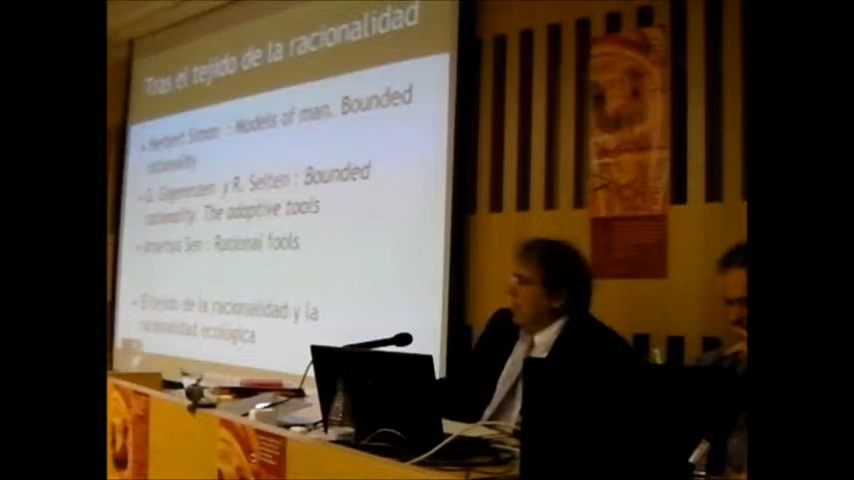 Tras el tejido de la racionalidad
Herbert Simon : Models of man. Bounded
rationality
G. Gigerenzen y R. Selten : Bounded
rationality: The adaptive tools
Amartya Sen : Rational fools
El tejido de la racionalidad y la
racionalidad ecológica